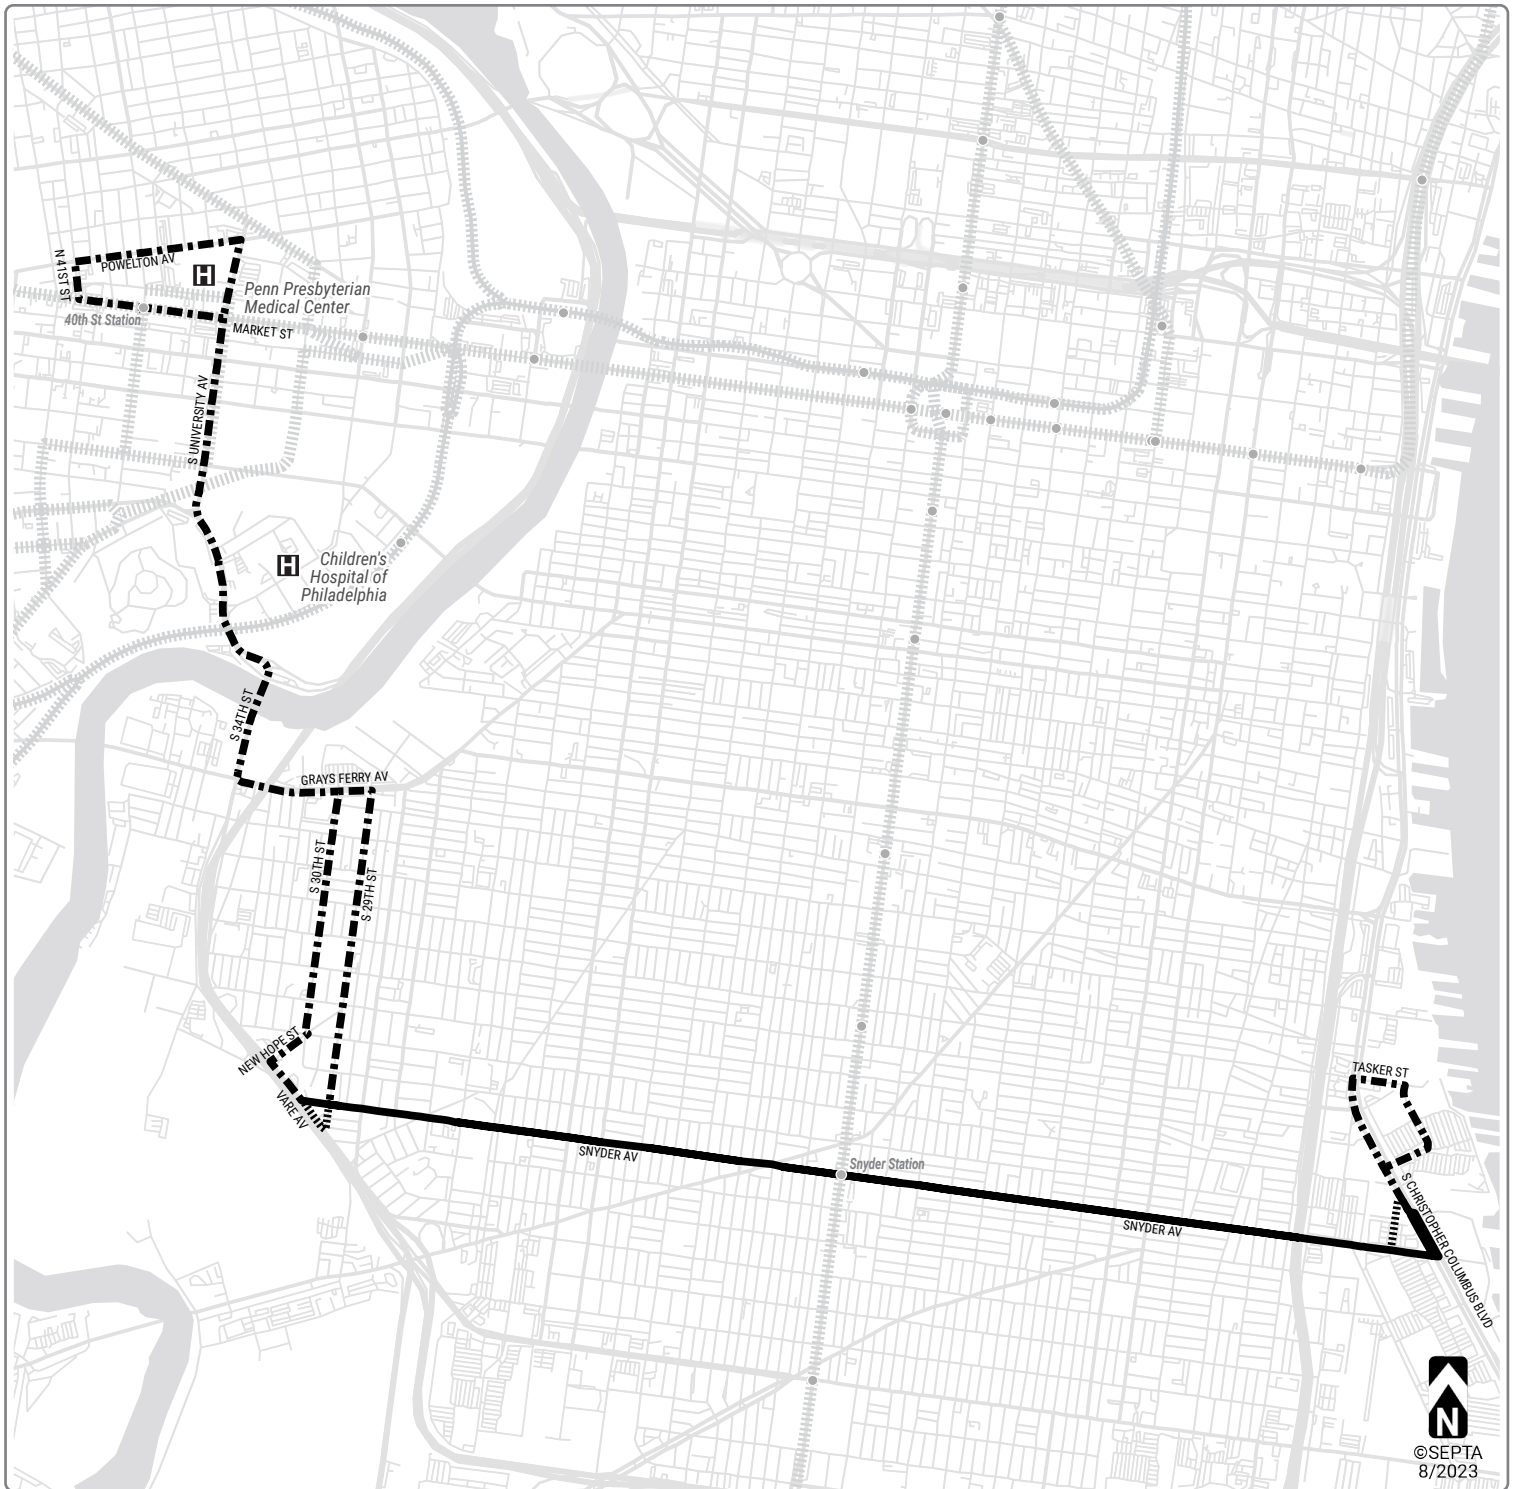 N 41ST ST
POWELTON AV
H
Penn Presbyterian
Medical Center
40th St Station
MARKET ST
S UNIVERSITY AV
H
Children's
Hospital of
Philadelphia
S 34TH ST
GRAYS FERRY AV
S 30TH ST
S 29TH ST
NEW HOPE ST
VARE AV
TASKER ST
SNYDER AV
Snyder Station
SNYDER AV
S CHRISTOPHER COLUMBUS BLVD
N
©SEPTA
8/2023